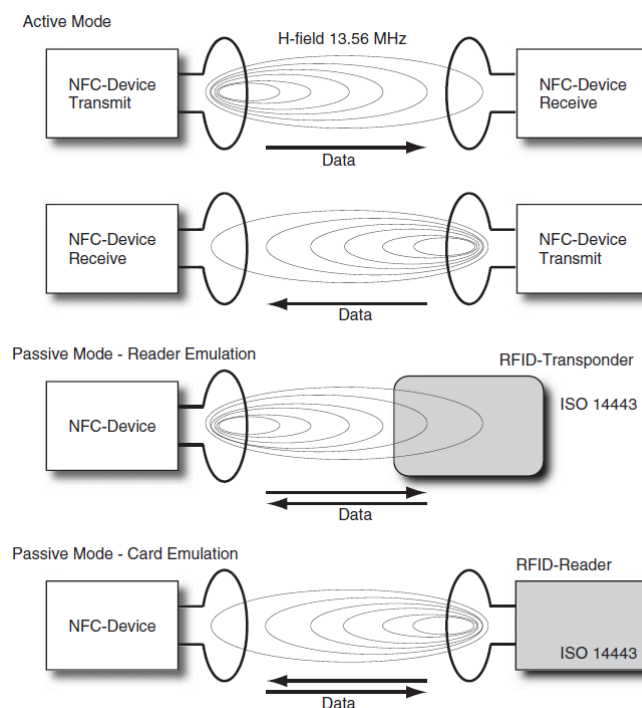 Active Mode
H-field 13.56 MHz
NFC-Device
Transmit
NFC-Device
Receive
Data
NFC-Device
Receive
NFC-Device
Transmit
Data
Passive Mode - Reader Emulation
RFID-Transponder
NFC-Device
ISO 14443
Data
Passive Mode - Card Emulation
RFID-Reader
NFC-Device
ISO 14443
Data